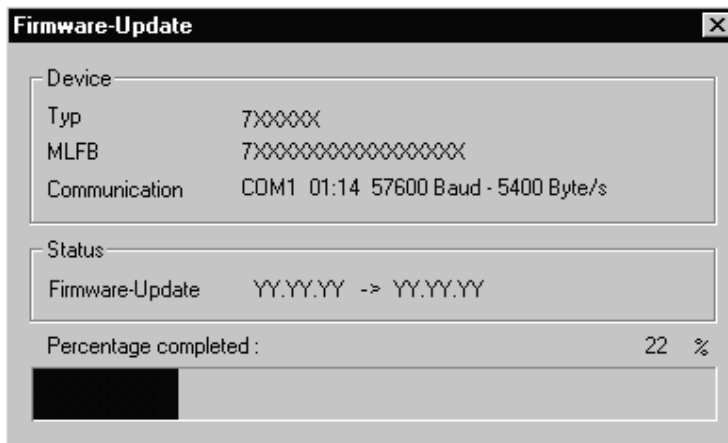 Firmware-Update
Device
Typ 7XXXXX
MLFB 7XXXXXXXXXXXXXXXX
Communication COM1 01:14 57600 Baud - 5400 Byte/s
Status
Firmware-Update YY.YY.YY -> YY.YY.YY
Percentage completed : 22 %